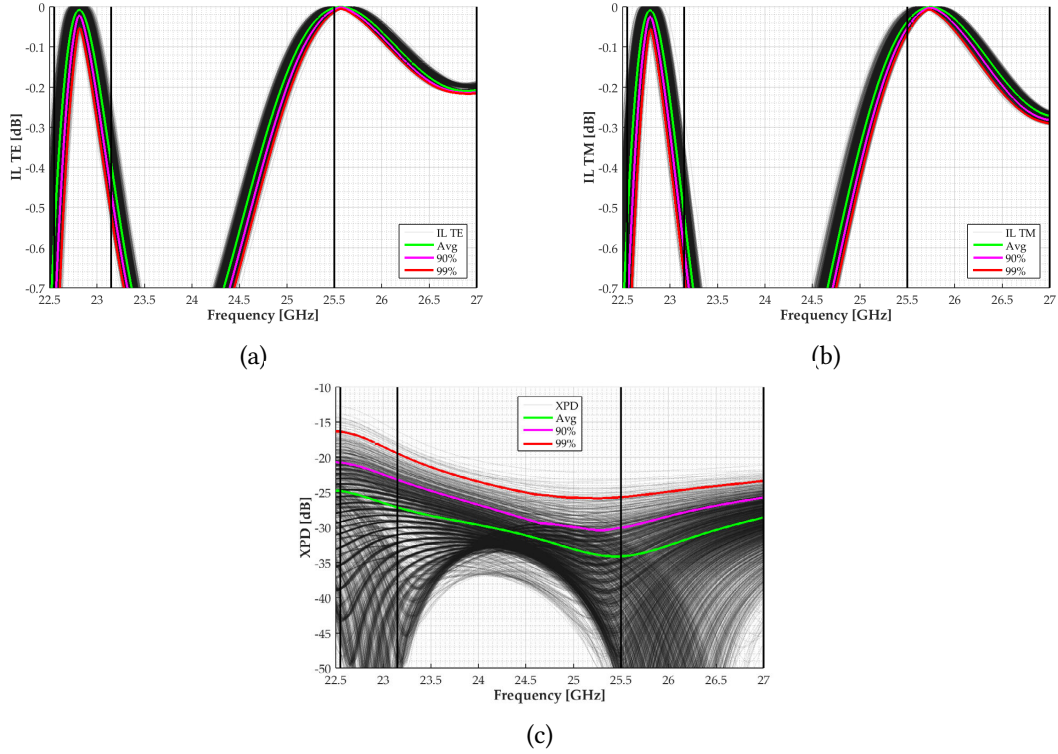 0
-0.1
-0.2
-0.3
-0.4
-0.5
-0.6
-0.7
IL TE [dB]
IL TE
Avg
90%
99%
22.5 23 23.5 24 24.5 25 25.5 26 26.5 27
Frequency [GHz]
(a)
0
-0.1
-0.2
-0.3
-0.4
-0.5
-0.6
-0.7
IL TM [dB]
IL TM
Avg
90%
99%
22.5 23 23.5 24 24.5 25 25.5 26 26.5 27
Frequency [GHz]
(b)
-10
-15
-20
-25
-30
-35
-40
-45
-50
XPD [dB]
XPD
Avg
90%
99%
22.5 23 23.5 24 24.5 25 25.5 26 26.5 27
Frequency [GHz]
(c)